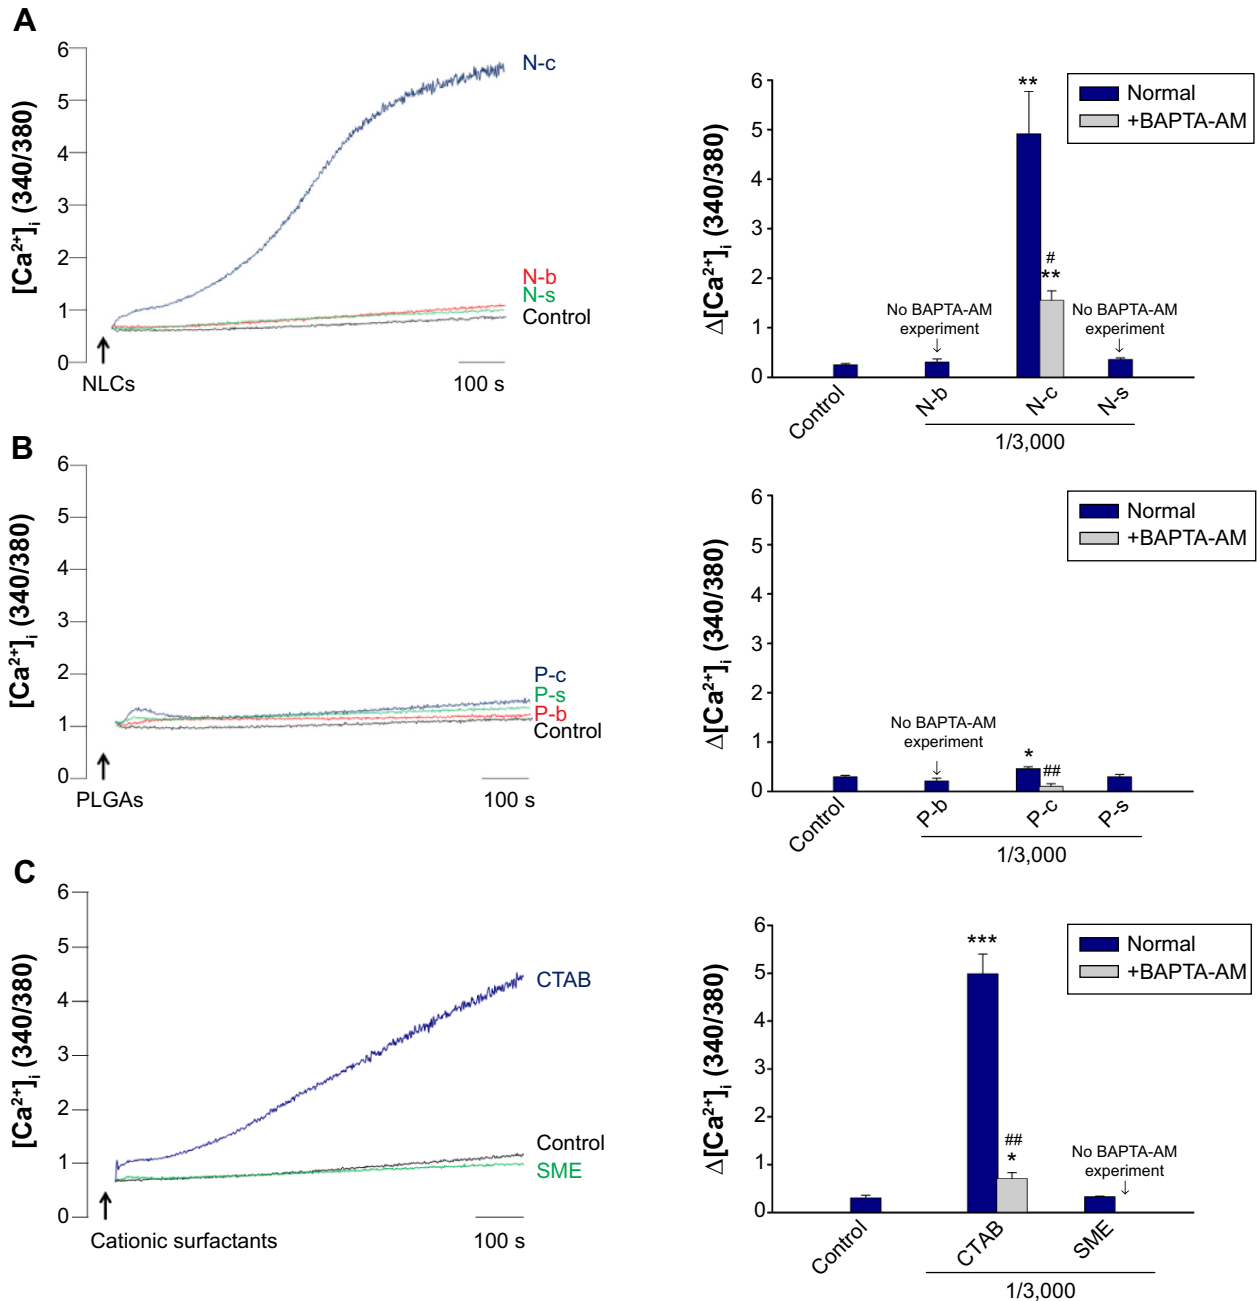 A
[Ca²⁺]ᵢ (340/380)
6
5
4
3
2
1
0
N-c
N-b
N-s
Control
NLCs
100 s
Δ[Ca²⁺]ᵢ (340/380)
6
5
4
3
2
1
0
Normal
+BAPTA-AM
**
#
**
No BAPTA-AM
experiment
No BAPTA-AM
experiment
Control
N-b
N-c
N-s
1/3,000
B
[Ca²⁺]ᵢ (340/380)
6
5
4
3
2
1
0
P-c
P-s
P-b
Control
PLGAs
100 s
Δ[Ca²⁺]ᵢ (340/380)
6
5
4
3
2
1
0
Normal
+BAPTA-AM
No BAPTA-AM
experiment
*
##
Control
P-b
P-c
P-s
1/3,000
C
[Ca²⁺]ᵢ (340/380)
6
5
4
3
2
1
0
CTAB
Control
SME
Cationic surfactants
100 s
Δ[Ca²⁺]ᵢ (340/380)
6
5
4
3
2
1
0
Normal
+BAPTA-AM
***
##
*
No BAPTA-AM
experiment
Control
CTAB
SME
1/3,000